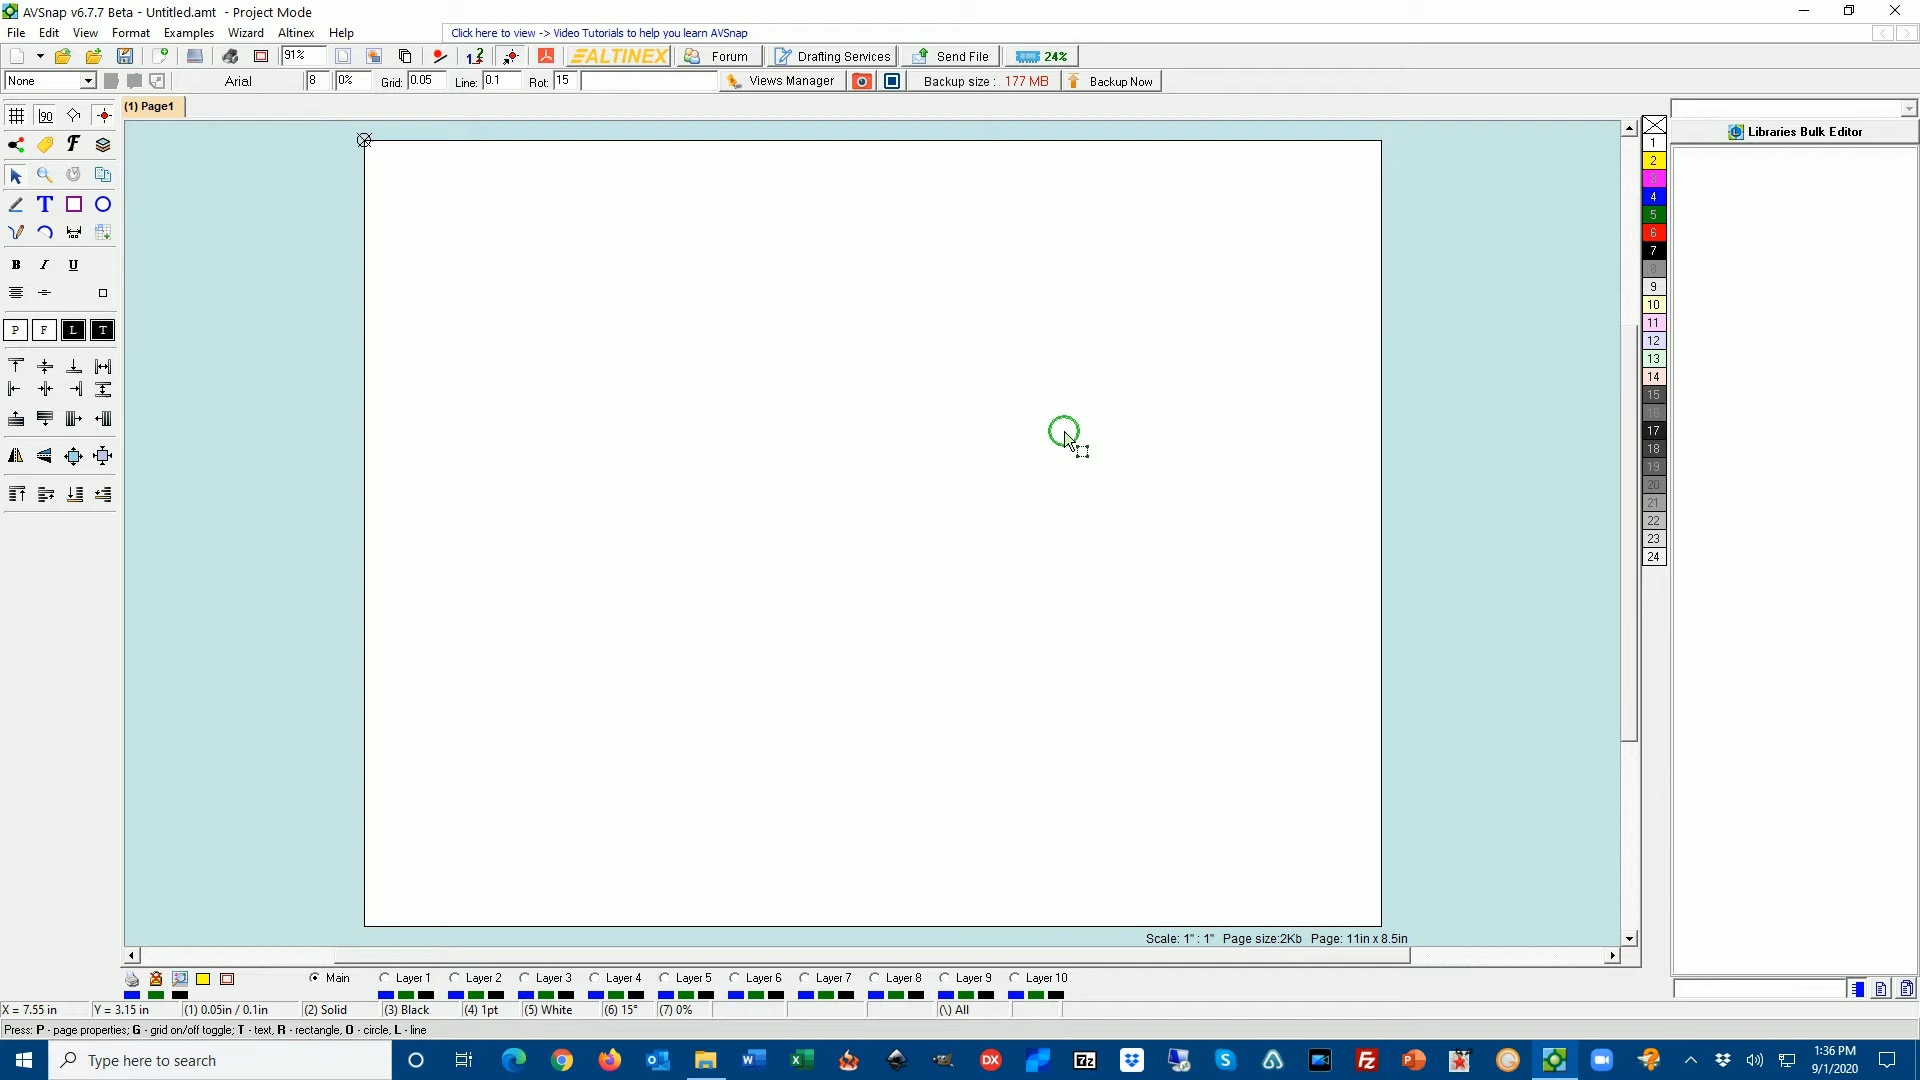 AVSnap v6.7.7 Beta - Untitled.amt - Project Mode
File Edit View Format Examples Wizard Altinex Help
Click here to view -> Video Tutorials to help you learn AVSnap
91% ALTINEX Forum Drafting Services Send File 24%
None Arial 8 0% Grid: 0.05 Line: 0.1 Rot: 15 Views Manager Backup size : 177 MB Backup Now
(1) Page1
Libraries Bulk Editor
90
F
T
B I U
P F L T
1
2
3
4
5
6
7
8
9
10
11
12
13
14
15
16
17
18
19
20
21
22
23
24
Scale: 1" : 1" Page size:2Kb Page: 11in x 8.5in
Main Layer 1 Layer 2 Layer 3 Layer 4 Layer 5 Layer 6 Layer 7 Layer 8 Layer 9 Layer 10
X = 7.55 in Y = 3.15 in (1) 0.05in / 0.1in (2) Solid (3) Black (4) 1pt (5) White (6) 15° (7) 0% (\) All
Press: P - page properties; G - grid on/off toggle; T - text, R - rectangle, O - circle, L - line
Type here to search
1:36 PM
9/1/2020